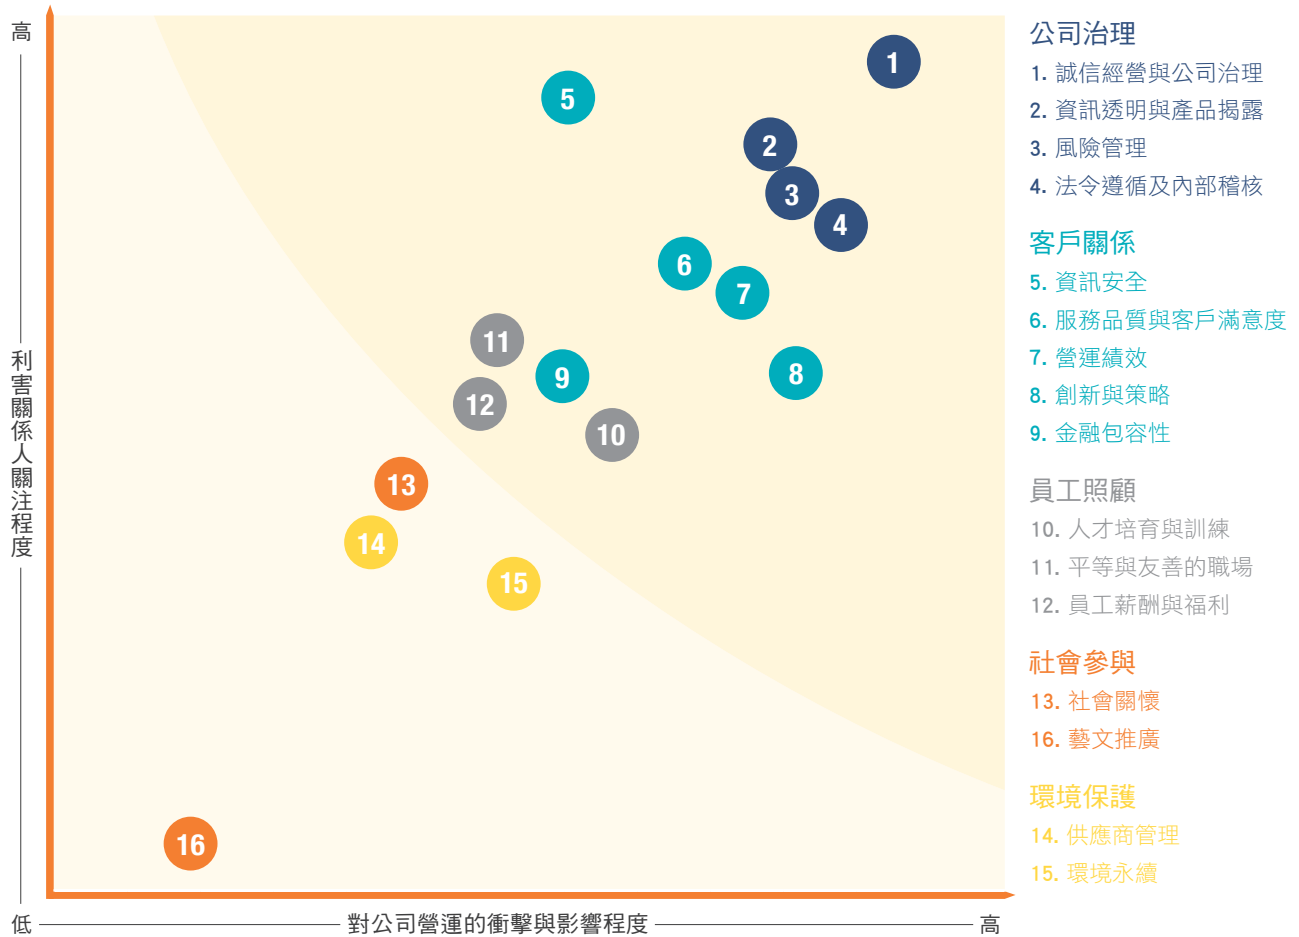 高
利害關係人關注程度
低
對公司營運的衝擊與影響程度
高
1
2
3
4
5
6
7
8
9
10
11
12
13
14
15
16
公司治理
1. 誠信經營與公司治理
2. 資訊透明與產品揭露
3. 風險管理
4. 法令遵循及內部稽核
客戶關係
5. 資訊安全
6. 服務品質與客戶滿意度
7. 營運績效
8. 創新與策略
9. 金融包容性
員工照顧
10. 人才培育與訓練
11. 平等與友善的職場
12. 員工薪酬與福利
社會參與
13. 社會關懷
16. 藝文推廣
環境保護
14. 供應商管理
15. 環境永續